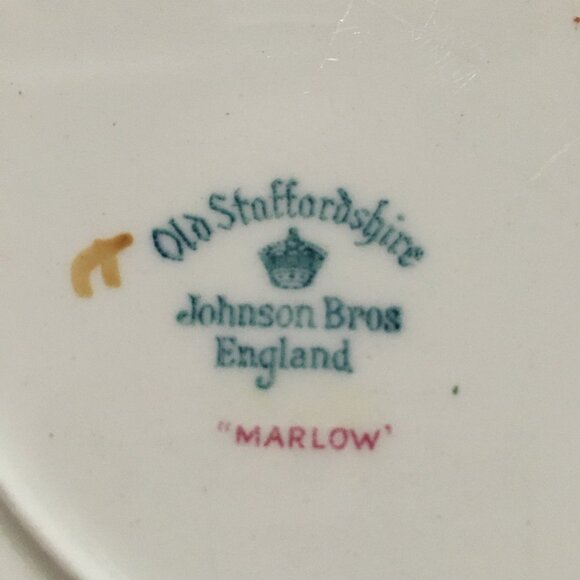 Old Staffordshire
Johnson Bros
England
"MARLOW'